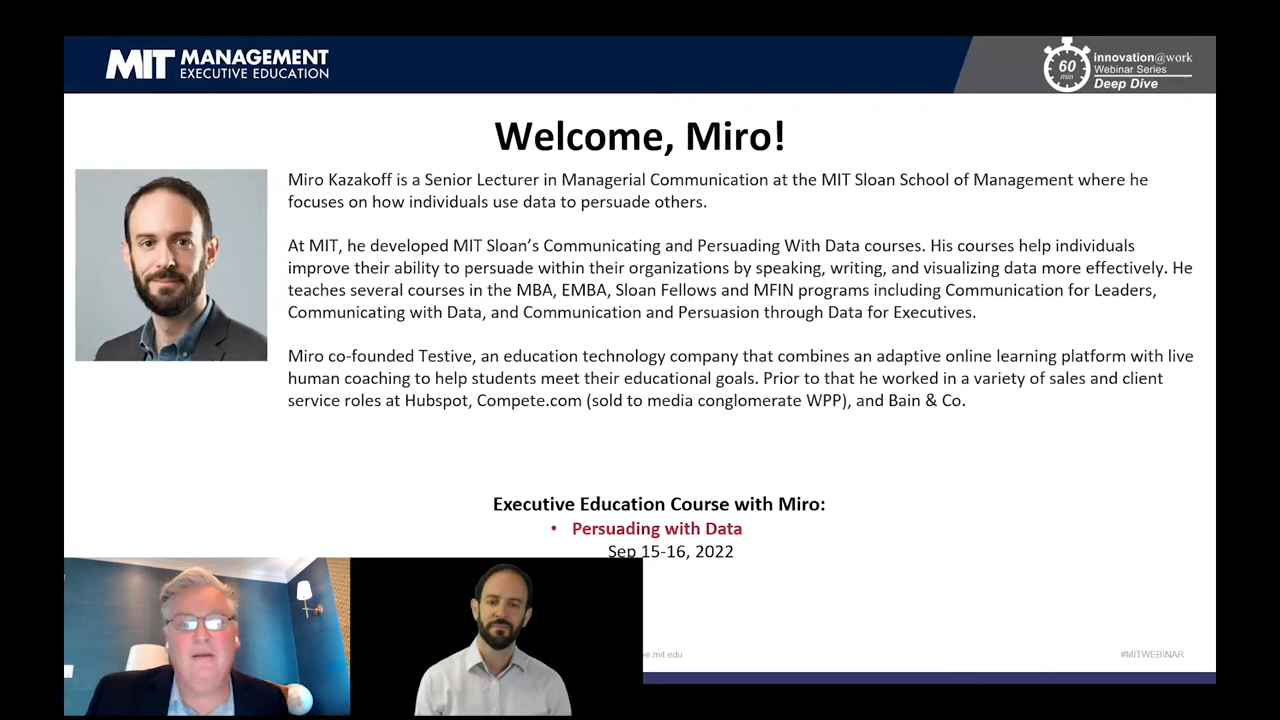 MIT MANAGEMENT
EXECUTIVE EDUCATION
60
min
innovation@work
Webinar Series
Deep Dive
Welcome, Miro!
Miro Kazakoff is a Senior Lecturer in Managerial Communication at the MIT Sloan School of Management where he
focuses on how individuals use data to persuade others.
At MIT, he developed MIT Sloan’s Communicating and Persuading With Data courses. His courses help individuals
improve their ability to persuade within their organizations by speaking, writing, and visualizing data more effectively. He
teaches several courses in the MBA, EMBA, Sloan Fellows and MFIN programs including Communication for Leaders,
Communicating with Data, and Communication and Persuasion through Data for Executives.
Miro co-founded Testive, an education technology company that combines an adaptive online learning platform with live
human coaching to help students meet their educational goals. Prior to that he worked in a variety of sales and client
service roles at Hubspot, Compete.com (sold to media conglomerate WPP), and Bain & Co.
Executive Education Course with Miro:
• Persuading with Data
Sep 15-16, 2022
ve.mit.edu
#MITWEBINAR